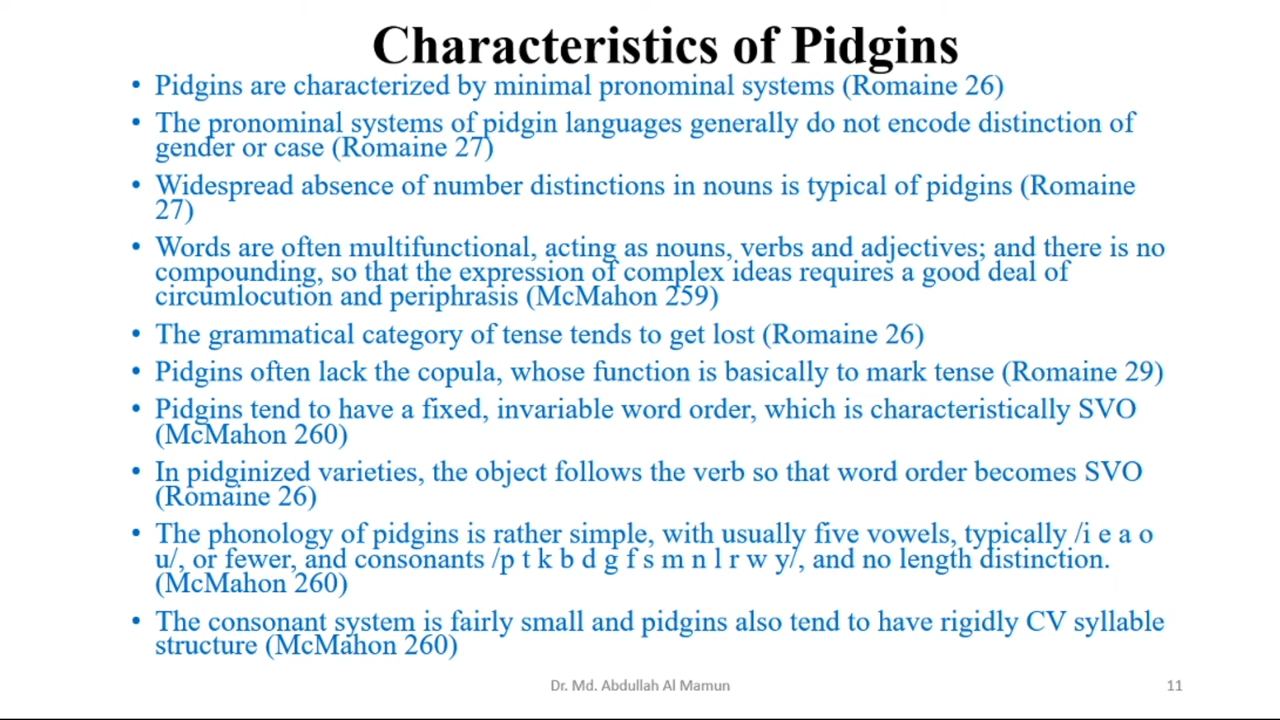 Characteristics of Pidgins
• Pidgins are characterized by minimal pronominal systems (Romaine 26)
• The pronominal systems of pidgin languages generally do not encode distinction of
gender or case (Romaine 27)
• Widespread absence of number distinctions in nouns is typical of pidgins (Romaine
27)
• Words are often multifunctional, acting as nouns, verbs and adjectives; and there is no
compounding, so that the expression of complex ideas requires a good deal of
circumlocution and periphrasis (McMahon 259)
• The grammatical category of tense tends to get lost (Romaine 26)
• Pidgins often lack the copula, whose function is basically to mark tense (Romaine 29)
• Pidgins tend to have a fixed, invariable word order, which is characteristically SVO
(McMahon 260)
• In pidginized varieties, the object follows the verb so that word order becomes SVO
(Romaine 26)
• The phonology of pidgins is rather simple, with usually five vowels, typically /i e a o
u/, or fewer, and consonants /p t k b d g f s m n l r w y/, and no length distinction.
(McMahon 260)
• The consonant system is fairly small and pidgins also tend to have rigidly CV syllable
structure (McMahon 260)
Dr. Md. Abdullah Al Mamun
11